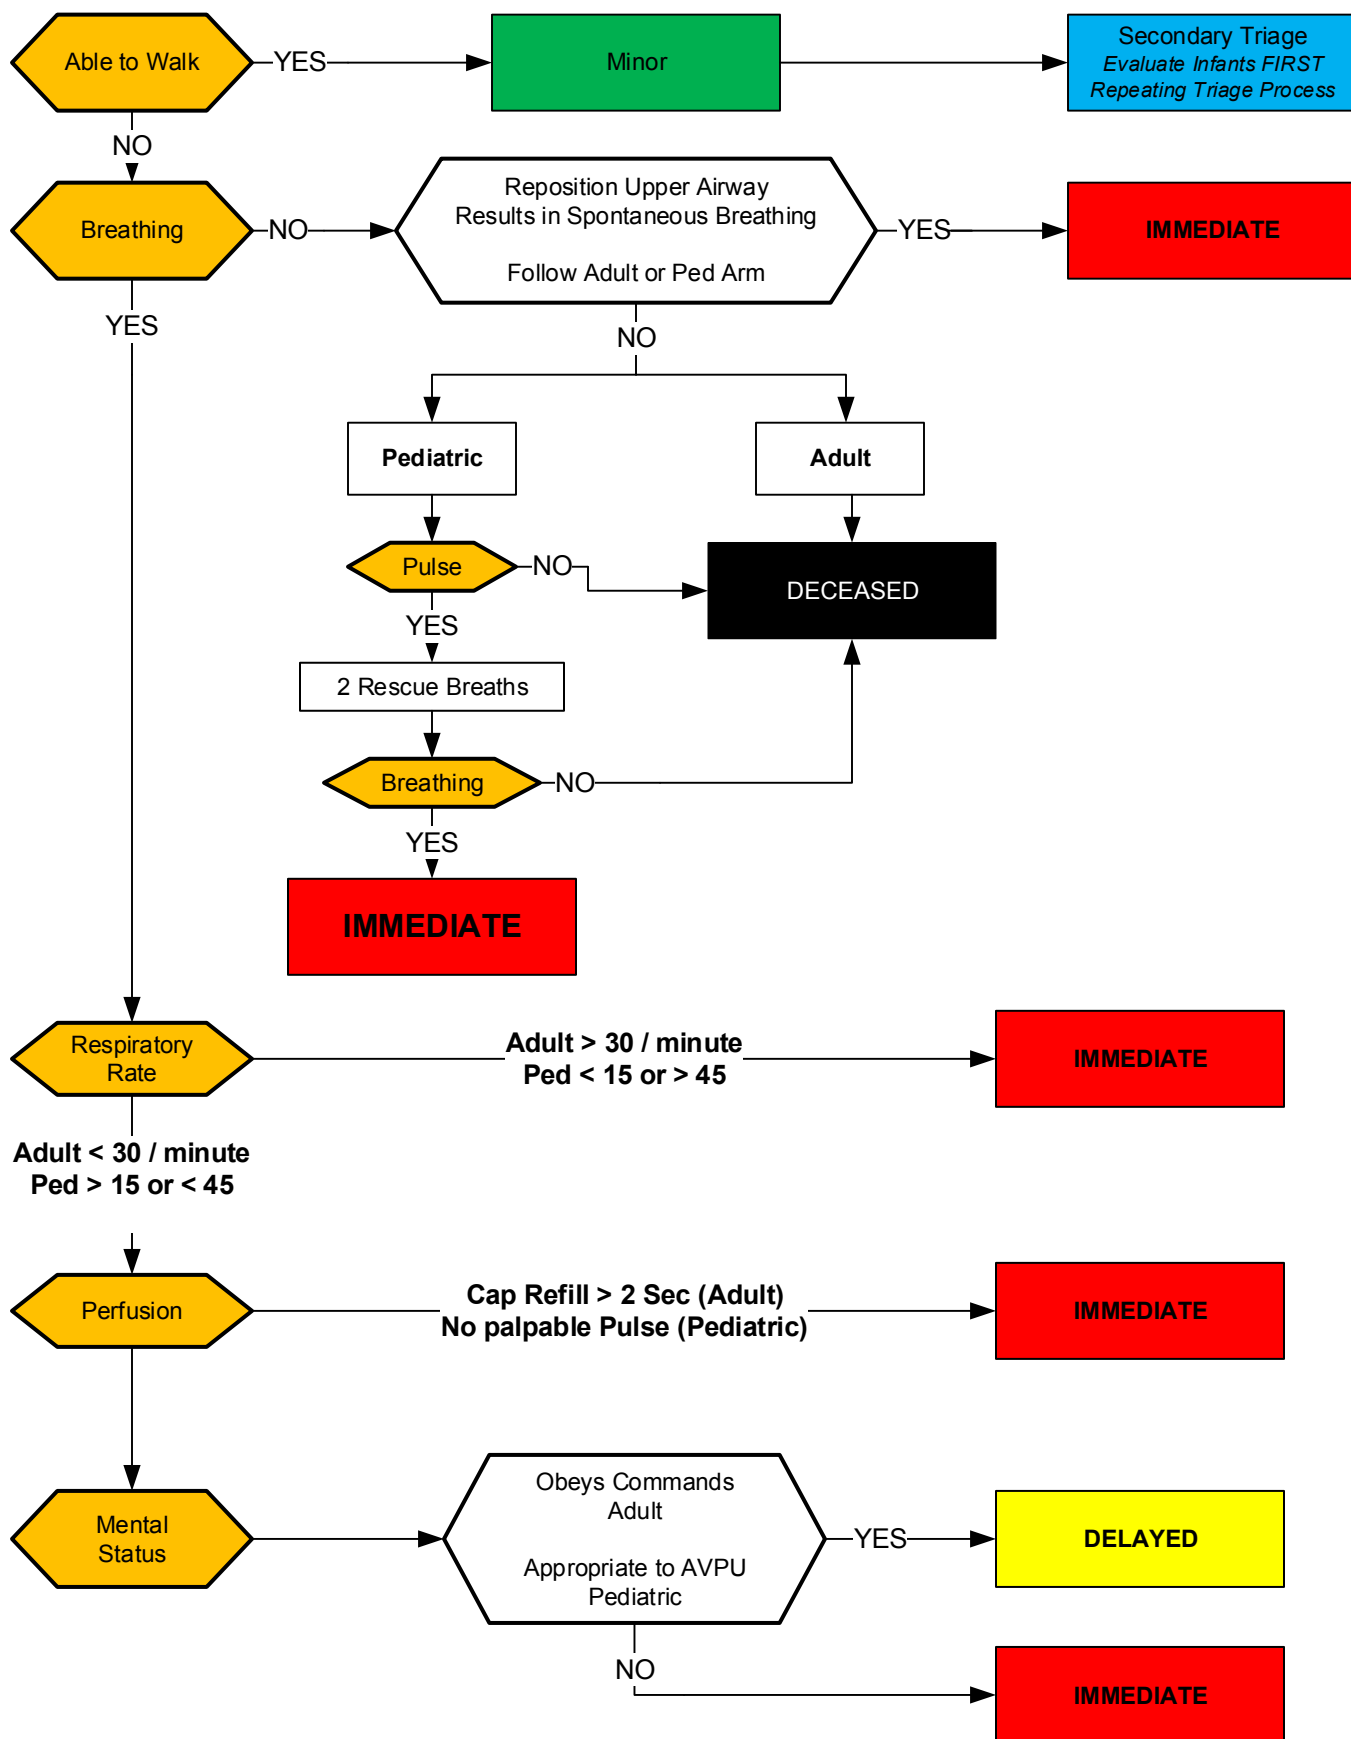 Able to Walk
YES
Minor
Secondary Triage
Evaluate Infants FIRST
Repeating Triage Process
NO
Breathing
NO
Reposition Upper Airway
Results in Spontaneous Breathing
Follow Adult or Ped Arm
YES
IMMEDIATE
YES
NO
Pediatric
Adult
Pulse
NO
DECEASED
YES
2 Rescue Breaths
Breathing
NO
YES
IMMEDIATE
Respiratory
Rate
Adult > 30 / minute
Ped < 15 or > 45
IMMEDIATE
Adult < 30 / minute
Ped > 15 or < 45
Perfusion
Cap Refill > 2 Sec (Adult)
No palpable Pulse (Pediatric)
IMMEDIATE
Mental
Status
Obeys Commands
Adult
Appropriate to AVPU
Pediatric
YES
DELAYED
NO
IMMEDIATE